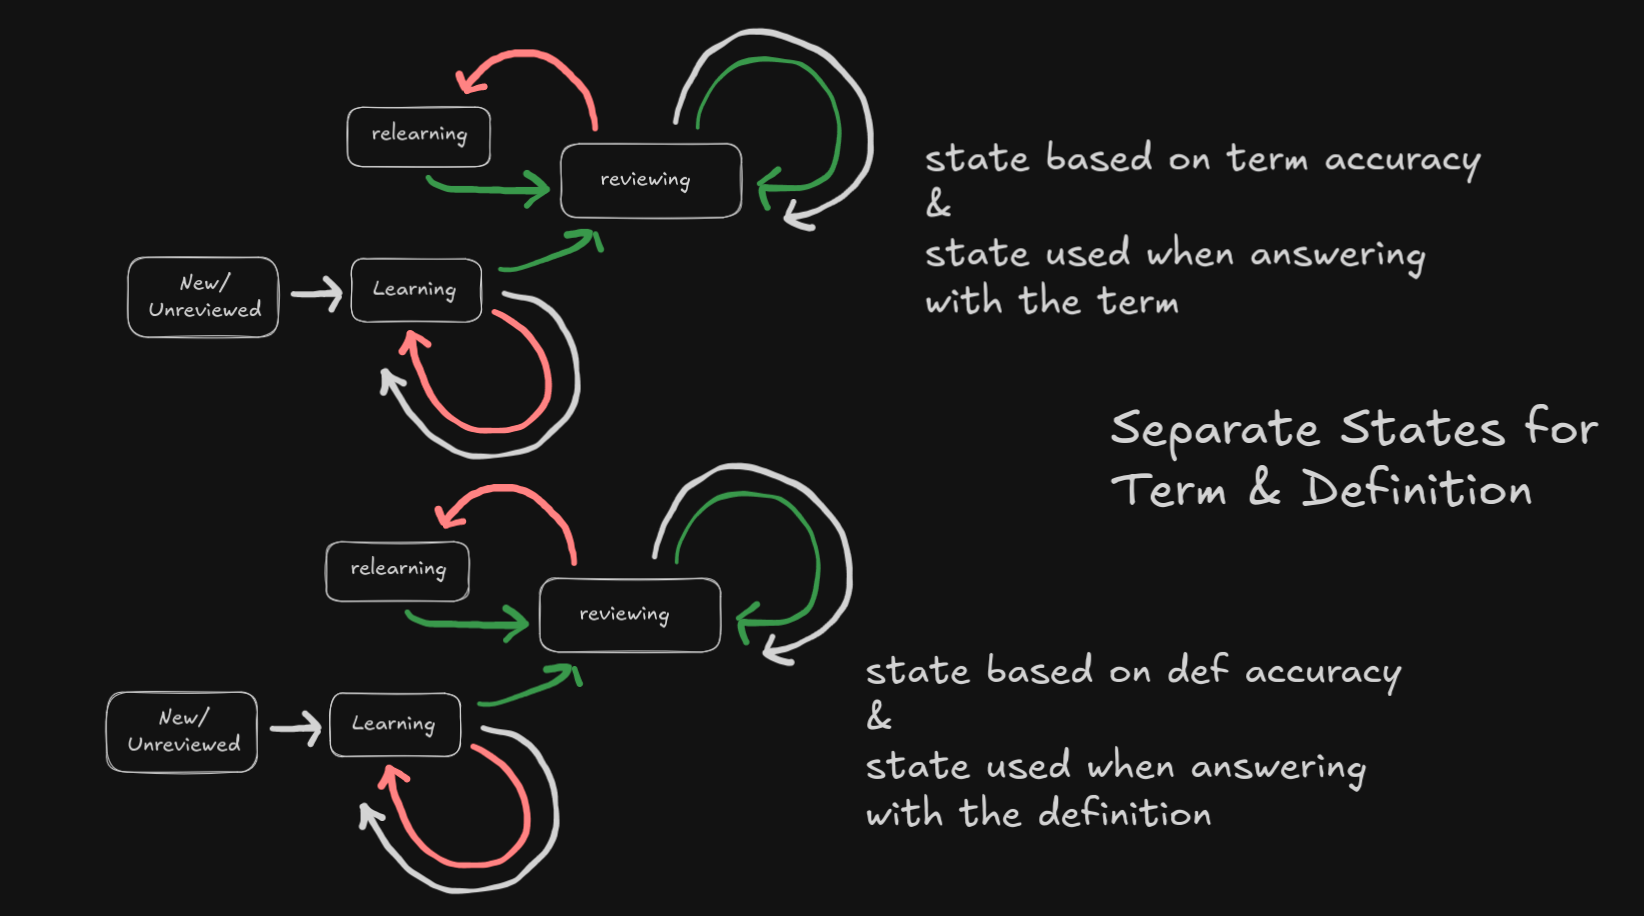 relearning
reviewing
New/
Unreviewed
Learning
state based on term accuracy
&
state used when answering
with the term
Separate States for
Term & Definition
relearning
reviewing
New/
Unreviewed
Learning
state based on def accuracy
&
state used when answering
with the definition